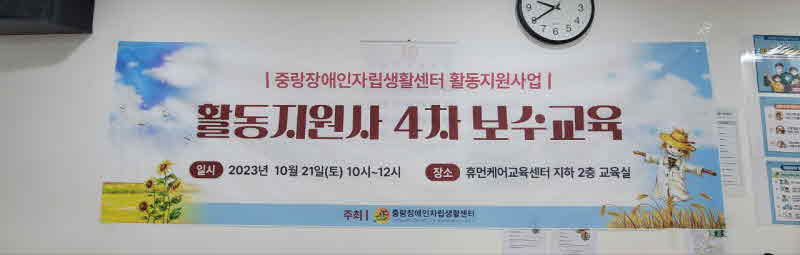 | 중랑장애인자립생활센터 활동지원사업 |
활동지원사 4차 보수교육
일시 2023년 10월 21일(토) 10시~12시 장소 휴먼케어교육센터 지하 2층 교육실
주최 | 중랑장애인자립생활센터